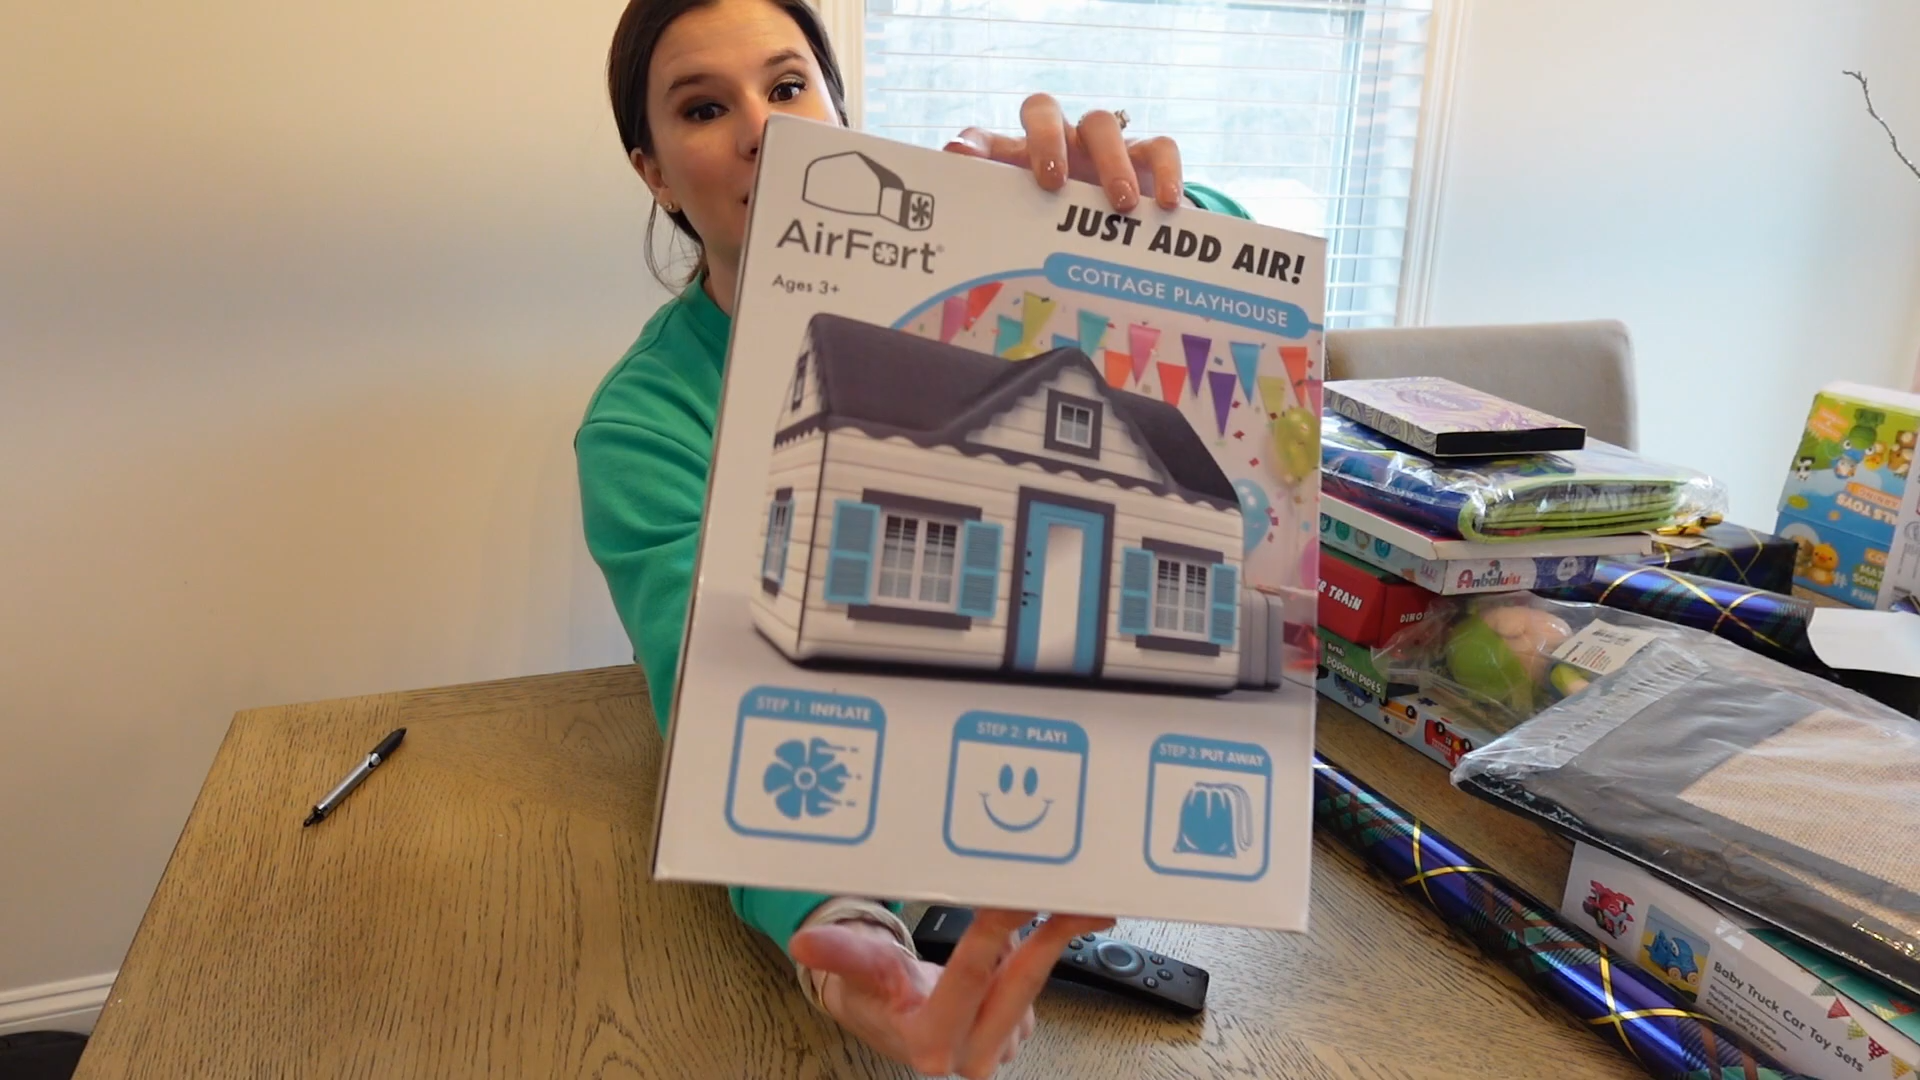 AirFort
Ages 3+
JUST ADD AIR!
COTTAGE PLAYHOUSE
STEP 1: INFLATE
STEP 2: PLAY!
STEP 3: PUT AWAY
Anbaluiu
TRAIN
DINO
POPPIN' PIPES
Baby Truck Car Toy Sets